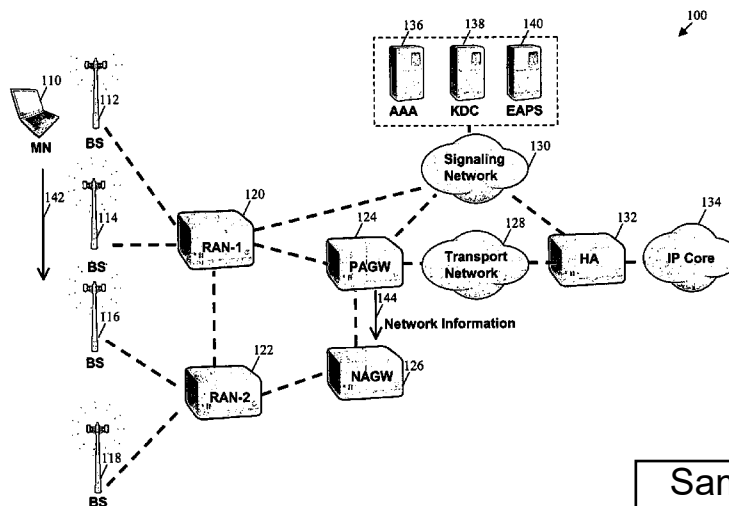 100
136 138 140
AAA KDC EAPS
110
MN
112
BS
Signaling
Network
130
142
114
BS
120
RAN-1
124
PAGW
128
Transport
Network
132
HA
134
IP Core
144
Network Information
116
BS
122
RAN-2
NAGW
126
118
BS